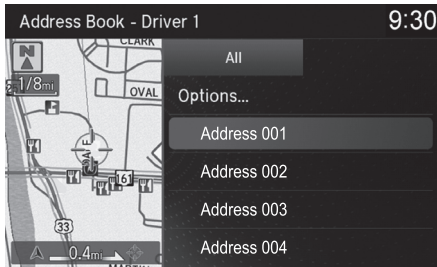 Address Book - Driver 1
9:30
CLARK
N
All
1/8mi
OVAL
Options...
Address 001
161
Address 002
Address 003
33
0.4mi
Address 004